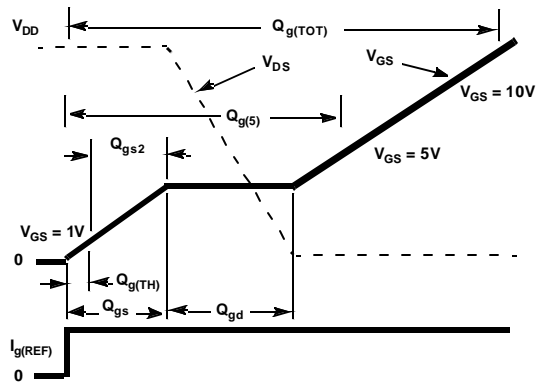 V_DD
Q_g(TOT)
V_DS
V_GS
V_GS = 10V
Q_g(5)
Q_gs2
V_GS = 5V
V_GS = 1V
0
Q_g(TH)
Q_gs
Q_gd
I_g(REF)
0